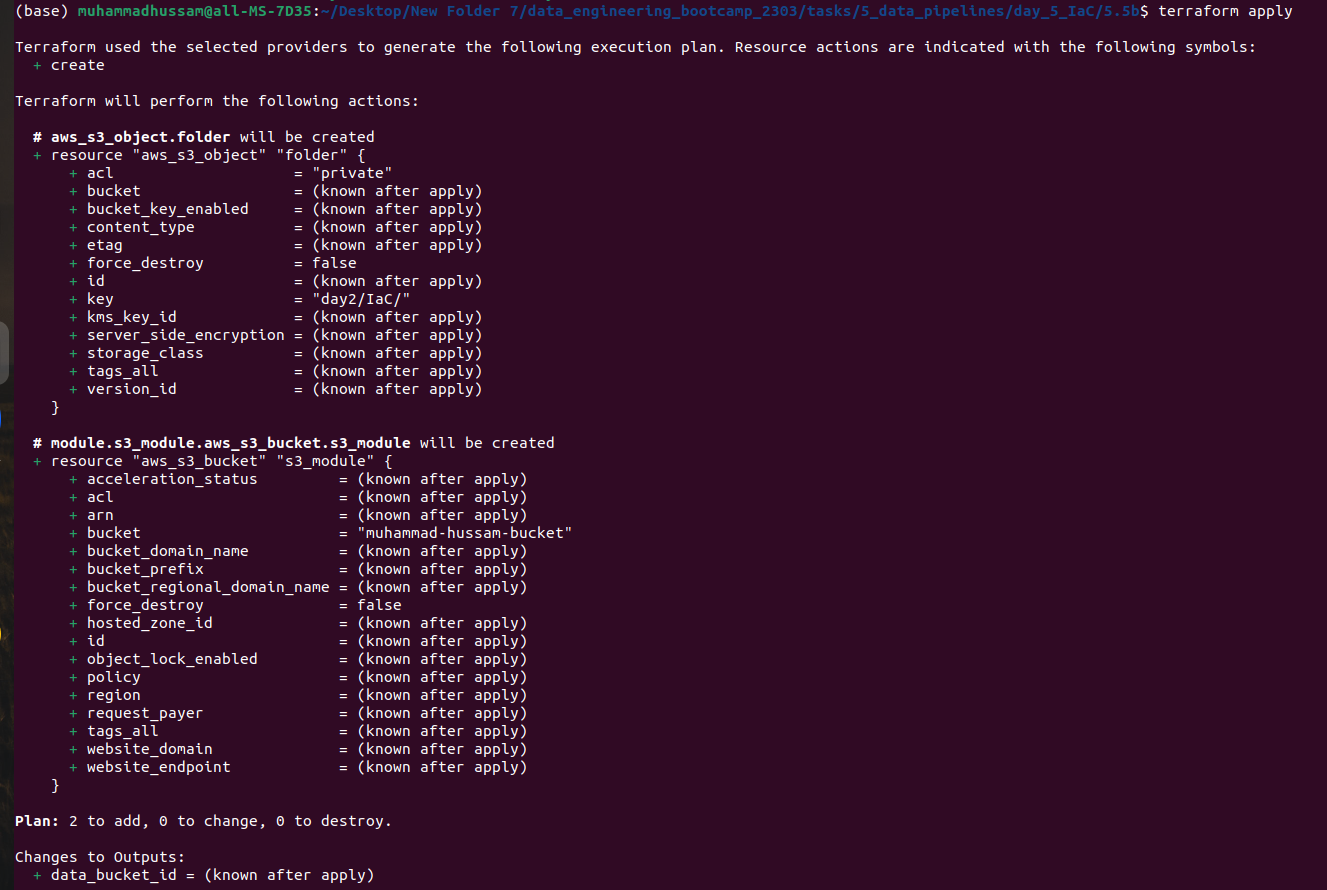 (base) muhammadhussam@all-MS-7D35:~/Desktop/New Folder 7/data_engineering_bootcamp_2303/tasks/5_data_pipelines/day_5_IaC/5.5b$ terraform apply
Terraform used the selected providers to generate the following execution plan. Resource actions are indicated with the following symbols:
  + create
Terraform will perform the following actions:
  # aws_s3_object.folder will be created
  + resource "aws_s3_object" "folder" {
      + acl                    = "private"
      + bucket                 = (known after apply)
      + bucket_key_enabled     = (known after apply)
      + content_type           = (known after apply)
      + etag                   = (known after apply)
      + force_destroy          = false
      + id                     = (known after apply)
      + key                    = "day2/IaC/"
      + kms_key_id             = (known after apply)
      + server_side_encryption = (known after apply)
      + storage_class          = (known after apply)
      + tags_all               = (known after apply)
      + version_id             = (known after apply)
    }
  # module.s3_module.aws_s3_bucket.s3_module will be created
  + resource "aws_s3_bucket" "s3_module" {
      + acceleration_status         = (known after apply)
      + acl                         = (known after apply)
      + arn                         = (known after apply)
      + bucket                      = "muhammad-hussam-bucket"
      + bucket_domain_name          = (known after apply)
      + bucket_prefix               = (known after apply)
      + bucket_regional_domain_name = (known after apply)
      + force_destroy               = false
      + hosted_zone_id              = (known after apply)
      + id                          = (known after apply)
      + object_lock_enabled         = (known after apply)
      + policy                      = (known after apply)
      + region                      = (known after apply)
      + request_payer               = (known after apply)
      + tags_all                    = (known after apply)
      + website_domain              = (known after apply)
      + website_endpoint            = (known after apply)
    }
Plan: 2 to add, 0 to change, 0 to destroy.
Changes to Outputs:
  + data_bucket_id = (known after apply)